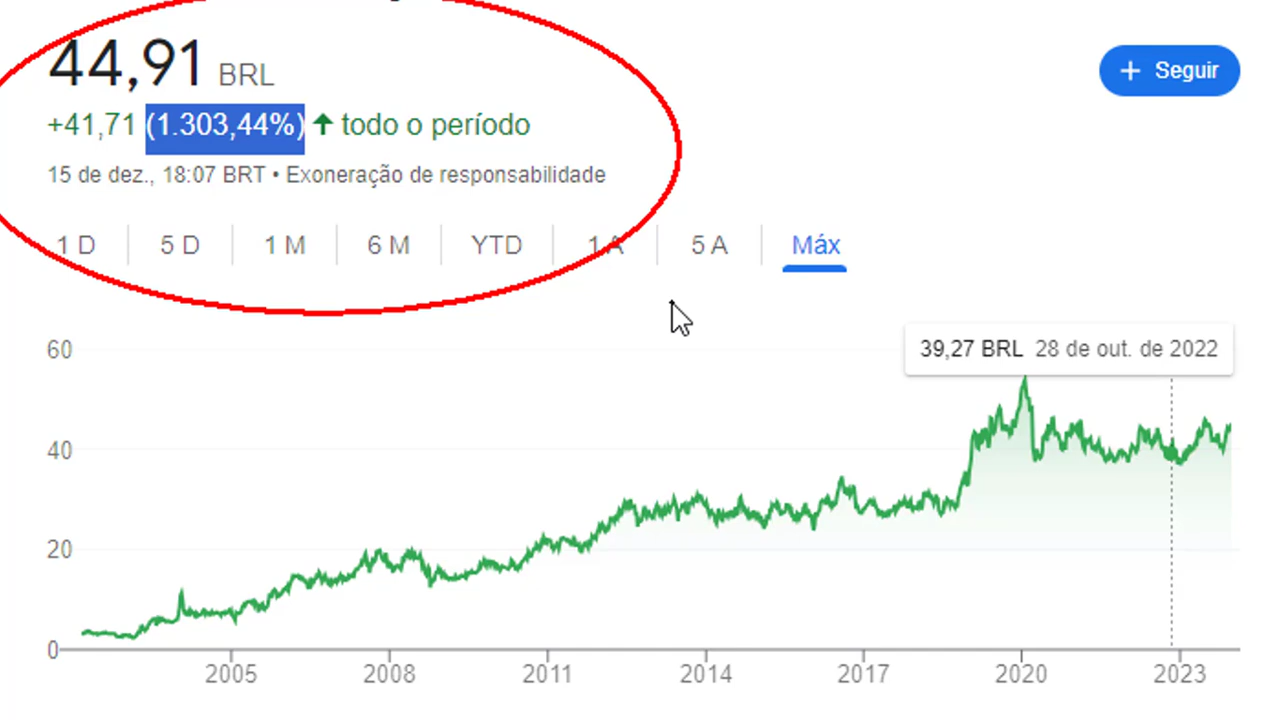 44,91 BRL
+ Seguir
+41,71 (1.303,44%) ↑ todo o período
15 de dez., 18:07 BRT • Exoneração de responsabilidade
1 D 5 D 1 M 6 M YTD 1 A 5 A Máx
39,27 BRL 28 de out. de 2022
60
40
20
0
2005 2008 2011 2014 2017 2020 2023